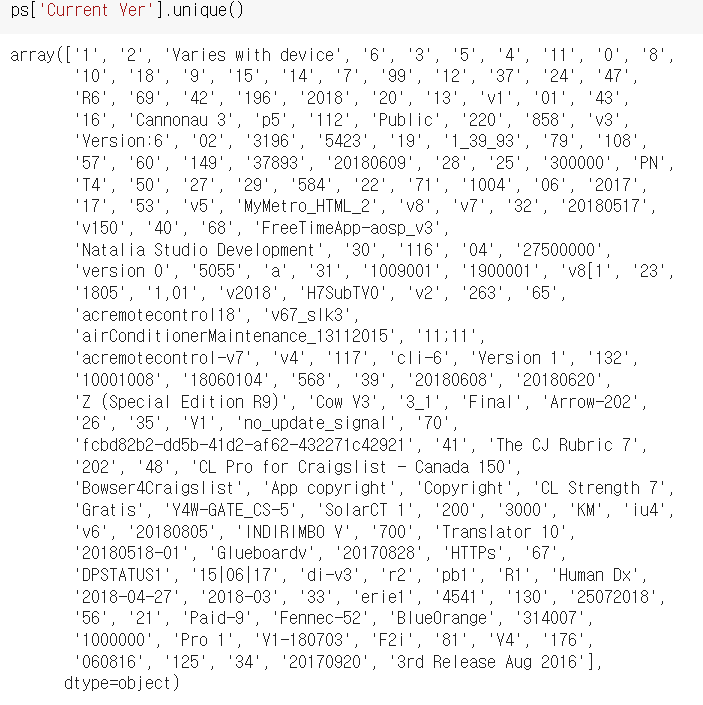 ps['Current Ver'].unique()
array(['1', '2', 'Varies with device', '6', '3', '5', '4', '11', '0', '8',
'10', '18', '9', '15', '14', '7', '99', '12', '37', '24', '47',
'R6', '69', '42', '196', '2018', '20', '13', 'v1', '01', '43',
'16', 'Cannonau 3', 'p5', '112', 'Public', '220', '858', 'v3',
'Version:6', '02', '3196', '5423', '19', '1_39_93', '79', '108',
'57', '60', '149', '37893', '20180609', '28', '25', '300000', 'PN',
'T4', '50', '27', '29', '584', '22', '71', '1004', '06', '2017',
'17', '53', 'v5', 'MyMetro_HTML_2', 'v8', 'v7', '32', '20180517',
'v150', '40', '68', 'FreeTimeApp-aosp_v3',
'Natalia Studio Development', '30', '116', '04', '27500000',
'version 0', '5055', 'a', '31', '1009001', '1900001', 'v8[1', '23',
'1805', '1,01', 'v2018', 'H7SubTV0', 'v2', '263', '65',
'acremotecontrol18', 'v67_slk3',
'airConditionerMaintenance_13112015', '11;11',
'acremotecontrol-v7', 'v4', '117', 'cli-6', 'Version 1', '132',
'10001008', '18060104', '568', '39', '20180608', '20180620',
'Z (Special Edition R9)', 'Cow V3', '3_1', 'Final', 'Arrow-202',
'26', '35', 'V1', 'no_update_signal', '70',
'fcbd82b2-dd5b-41d2-af62-432271c42921', '41', 'The CJ Rubric 7',
'202', '48', 'CL Pro for Craigslist - Canada 150',
'Bowser4Craigslist', 'App copyright', 'Copyright', 'CL Strength 7',
'Gratis', 'Y4W-GATE_CS-5', 'SolarCT 1', '200', '3000', 'KM', 'iu4',
'v6', '20180805', 'INDIRIMBO V', '700', 'Translator 10',
'20180518-01', 'Glueboardv', '20170828', 'HTTPs', '67',
'DPSTATUS1', '15|06|17', 'di-v3', 'r2', 'pb1', 'R1', 'Human Dx',
'2018-04-27', '2018-03', '33', 'erie1', '4541', '130', '25072018',
'56', '21', 'Paid-9', 'Fennec-52', 'BlueOrange', '314007',
'1000000', 'Pro 1', 'V1-180703', 'F2i', '81', 'V4', '176',
'060816', '125', '34', '20170920', '3rd Release Aug 2016'],
dtype=object)